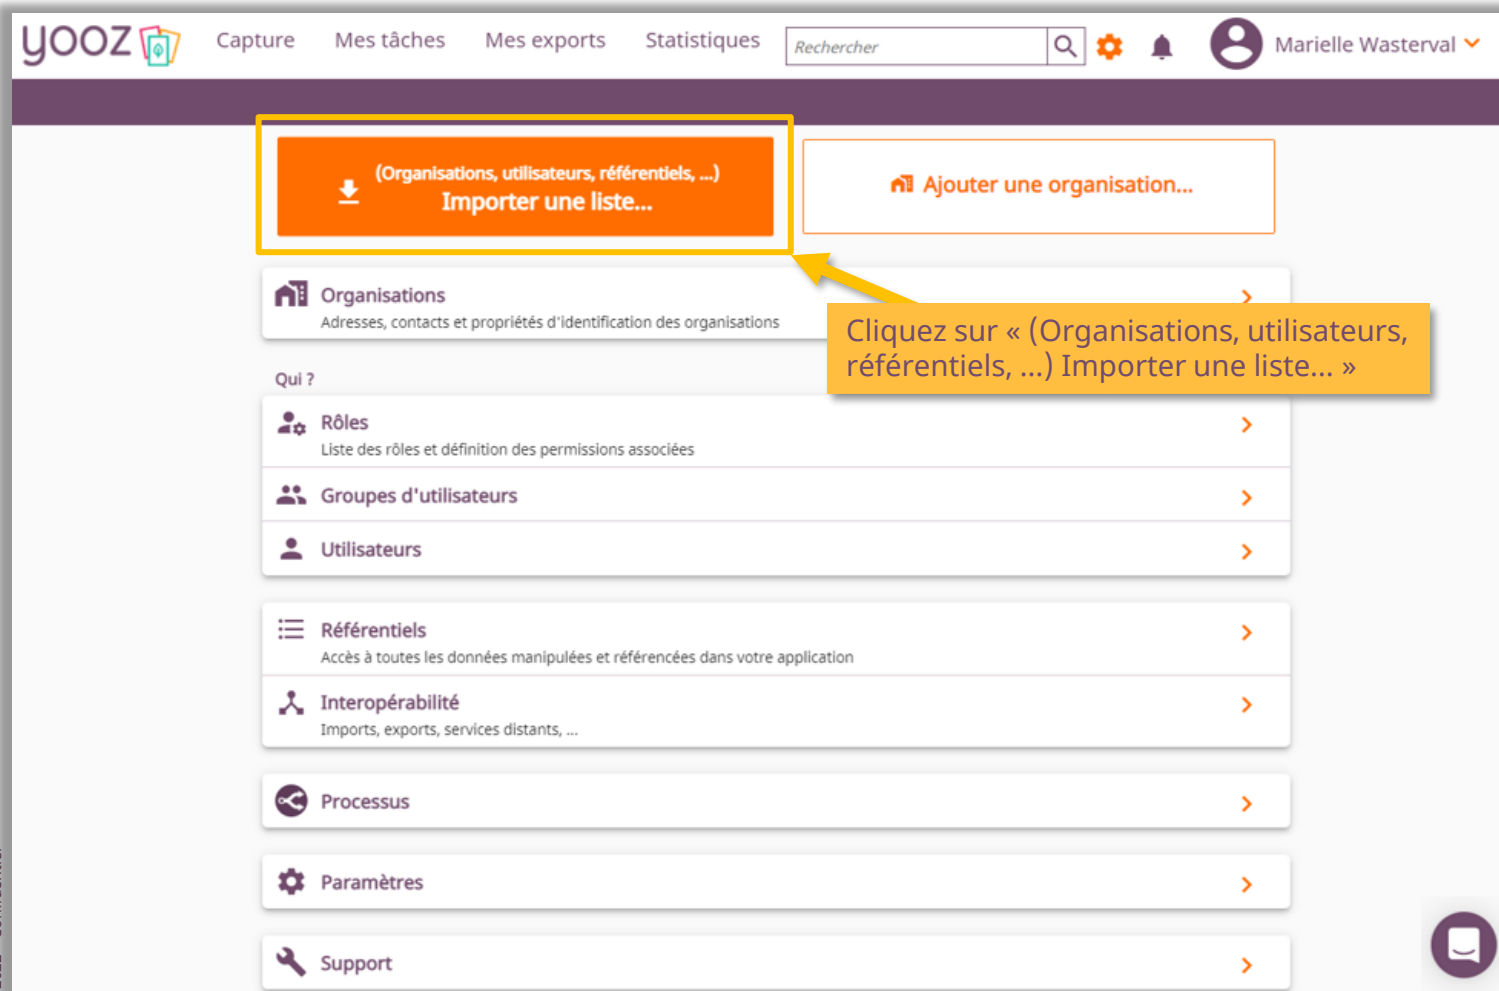 yooz
Capture
Mes tâches
Mes exports
Statistiques
Rechercher
Marielle Wasterval
(Organisations, utilisateurs, référentiels, ...)
Importer une liste...
Ajouter une organisation...
Organisations
Adresses, contacts et propriétés d'identification des organisations
Cliquez sur « (Organisations, utilisateurs,
référentiels, ...) Importer une liste... »
Qui ?
Rôles
Liste des rôles et définition des permissions associées
Groupes d'utilisateurs
Utilisateurs
Référentiels
Accès à toutes les données manipulées et référencées dans votre application
Interopérabilité
Imports, exports, services distants, ...
Processus
Paramètres
Support